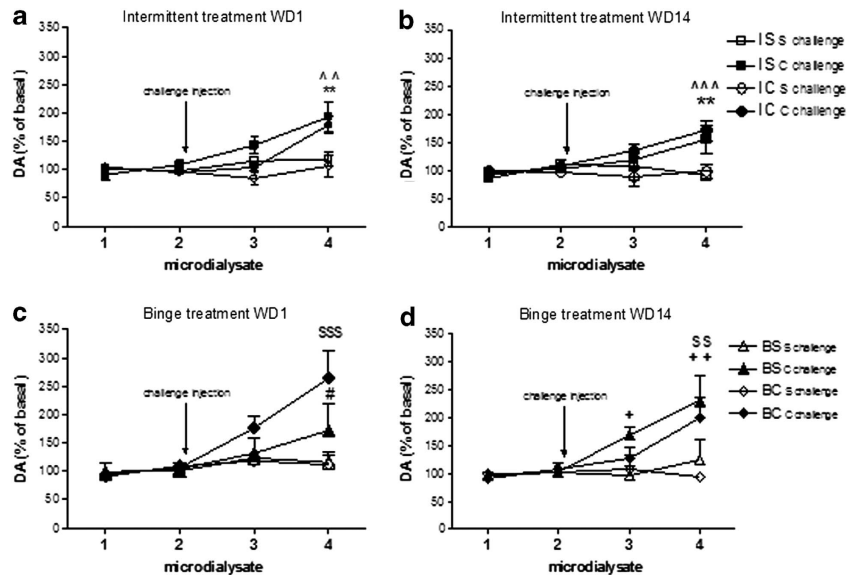 a
Intermittent treatment WD1
350
300
250
200
150
100
50
0
DA (% of basal)
challenge injection
^ ^
**
1 2 3 4
microdialysate
b
Intermittent treatment WD14
350
300
250
200
150
100
50
0
DA (% of basal)
challenge injection
^^^
**
1 2 3 4
microdialysate
IS s challenge
IS c challenge
IC s challenge
IC c challenge
c
Binge treatment WD1
350
300
250
200
150
100
50
0
DA (% of basal)
challenge injection
SSS
#
1 2 3 4
microdialysate
d
Binge treatment WD14
350
300
250
200
150
100
50
0
DA (% of basal)
challenge injection
+
SS
++
1 2 3 4
microdialysate
BS s challenge
BS c challenge
BC s challenge
BC c challenge